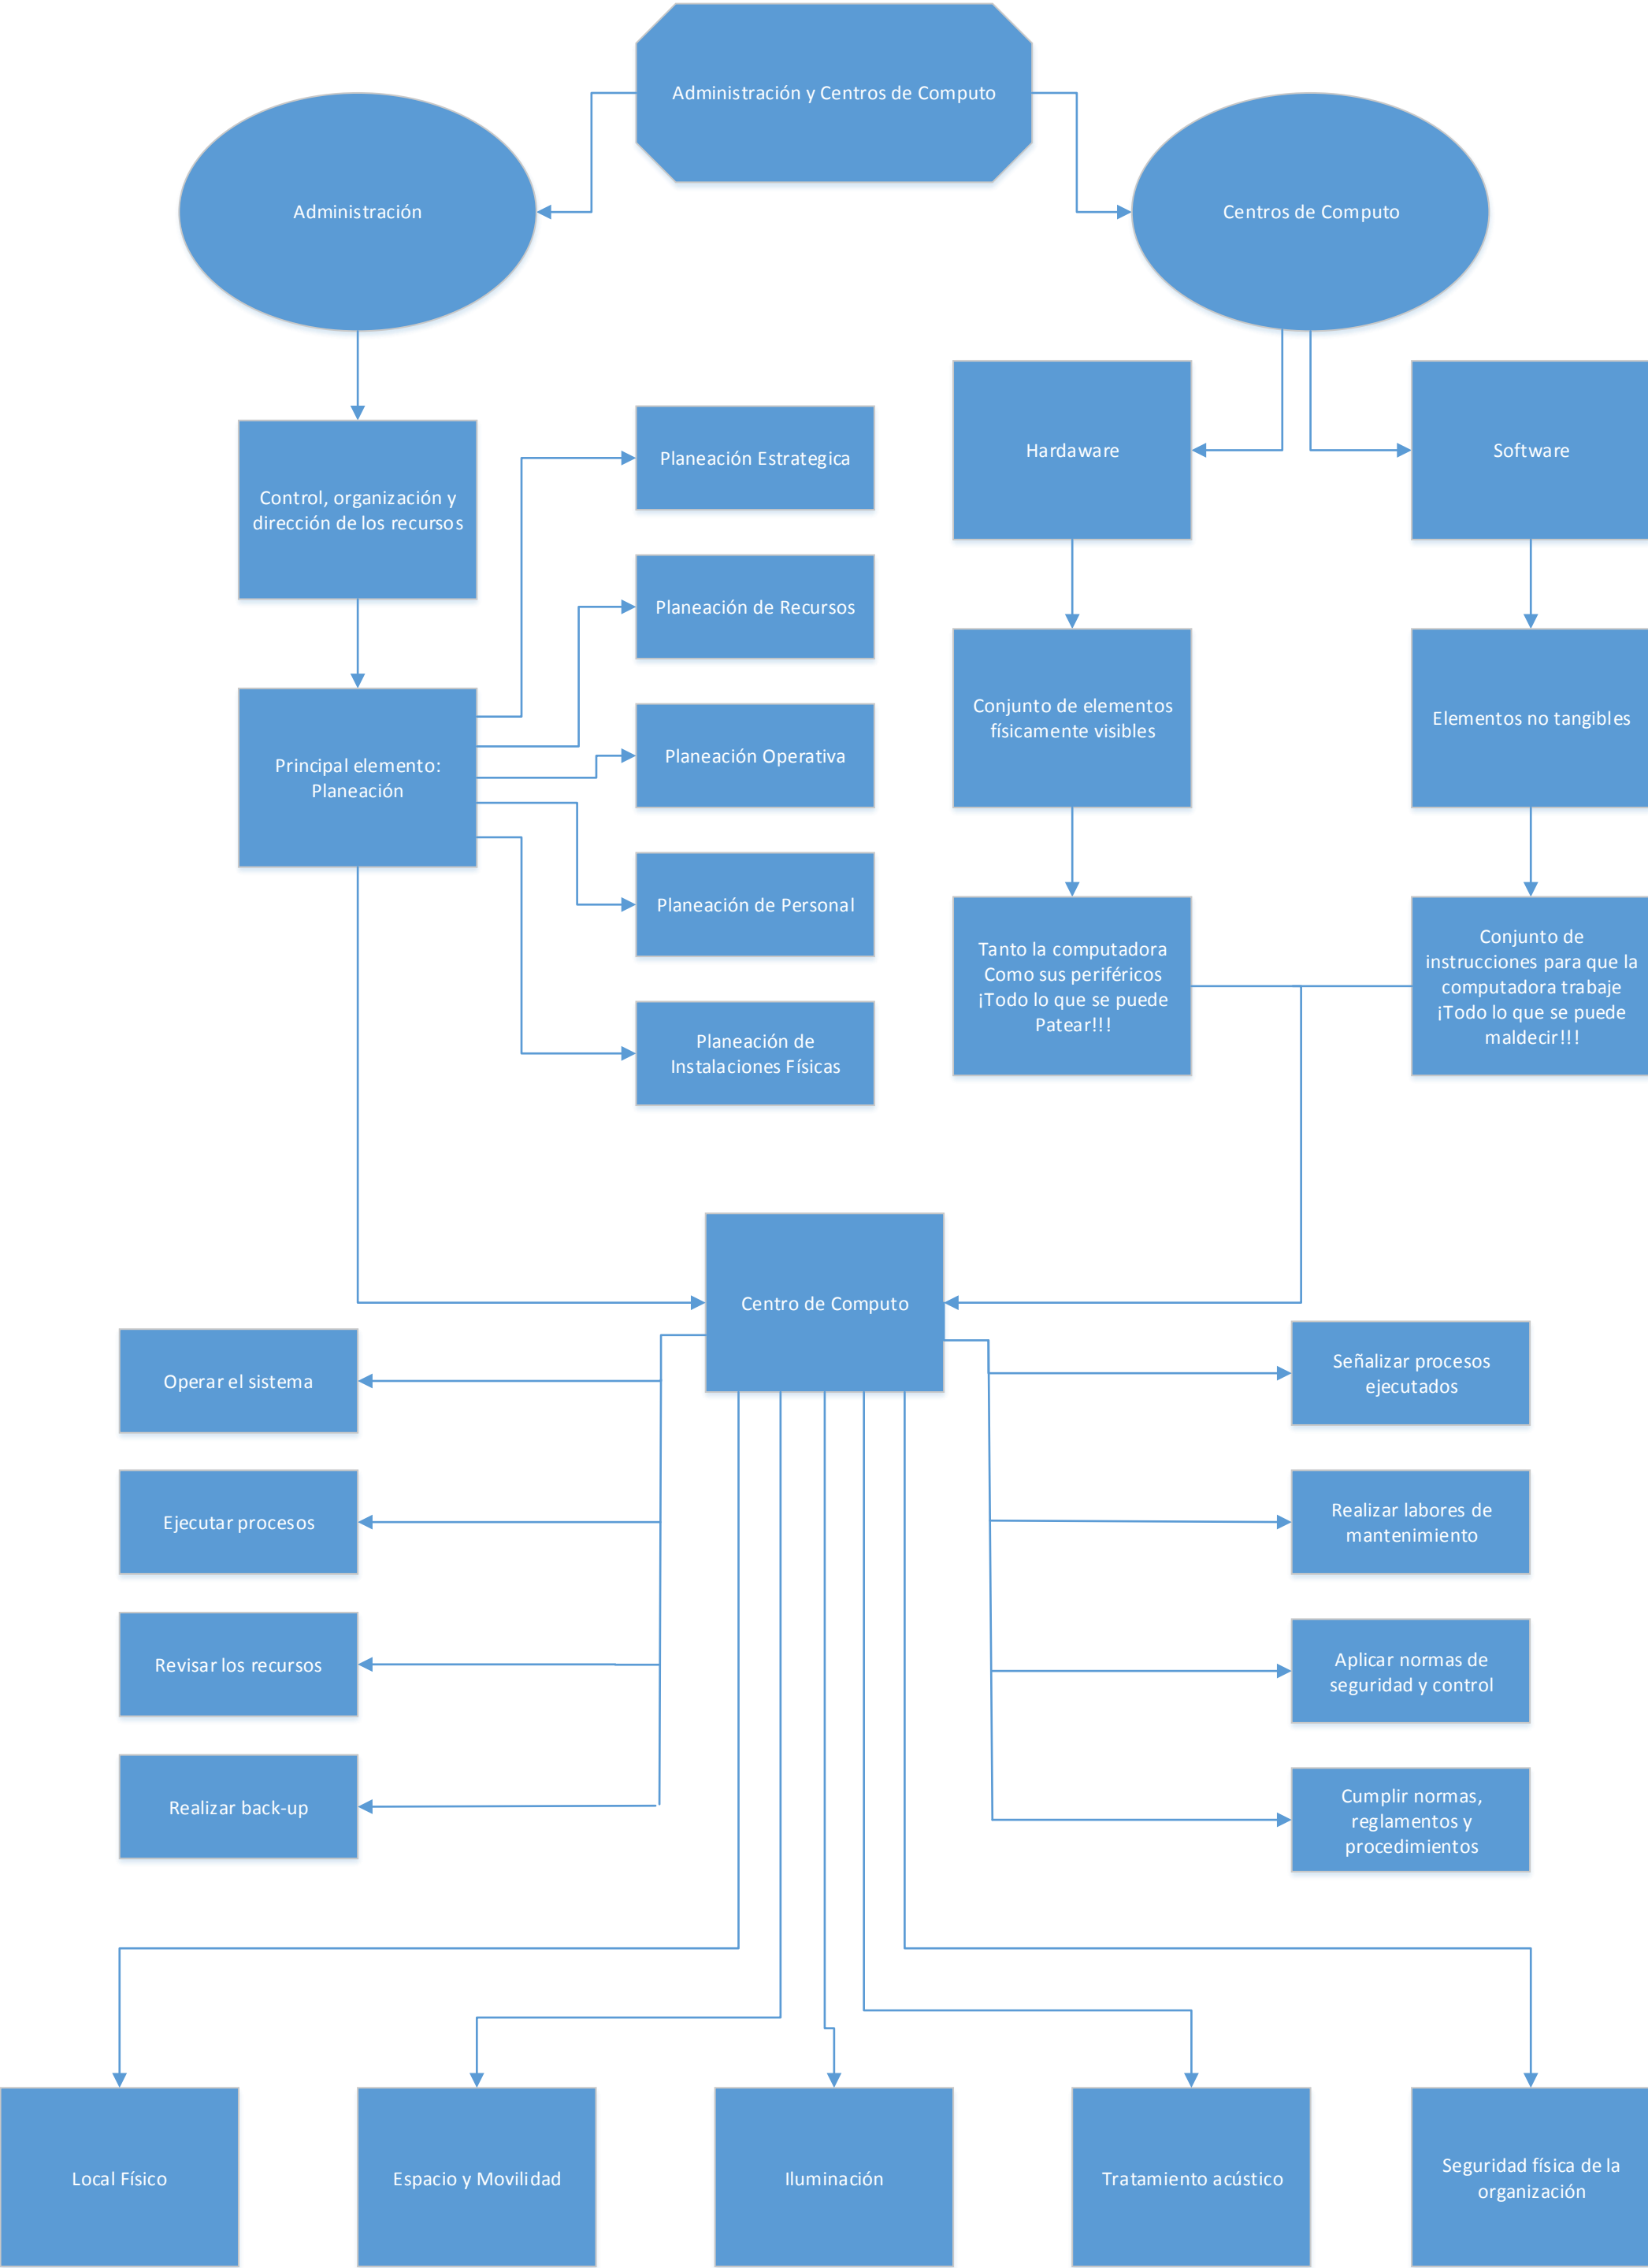 Administración y Centros de Computo
Administración
Centros de Computo
Control, organización y
dirección de los recursos
Principal elemento:
Planeación
Planeación Estrategica
Planeación de Recursos
Planeación Operativa
Planeación de Personal
Planeación de
Instalaciones Físicas
Hardaware
Software
Conjunto de elementos
físicamente visibles
Elementos no tangibles
Tanto la computadora
Como sus periféricos
¡Todo lo que se puede
Patear!!!
Conjunto de
instrucciones para que la
computadora trabaje
¡Todo lo que se puede
maldecir!!!
Centro de Computo
Operar el sistema
Ejecutar procesos
Revisar los recursos
Realizar back-up
Señalizar procesos
ejecutados
Realizar labores de
mantenimiento
Aplicar normas de
seguridad y control
Cumplir normas,
reglamentos y
procedimientos
Local Físico
Espacio y Movilidad
Iluminación
Tratamiento acústico
Seguridad física de la
organización